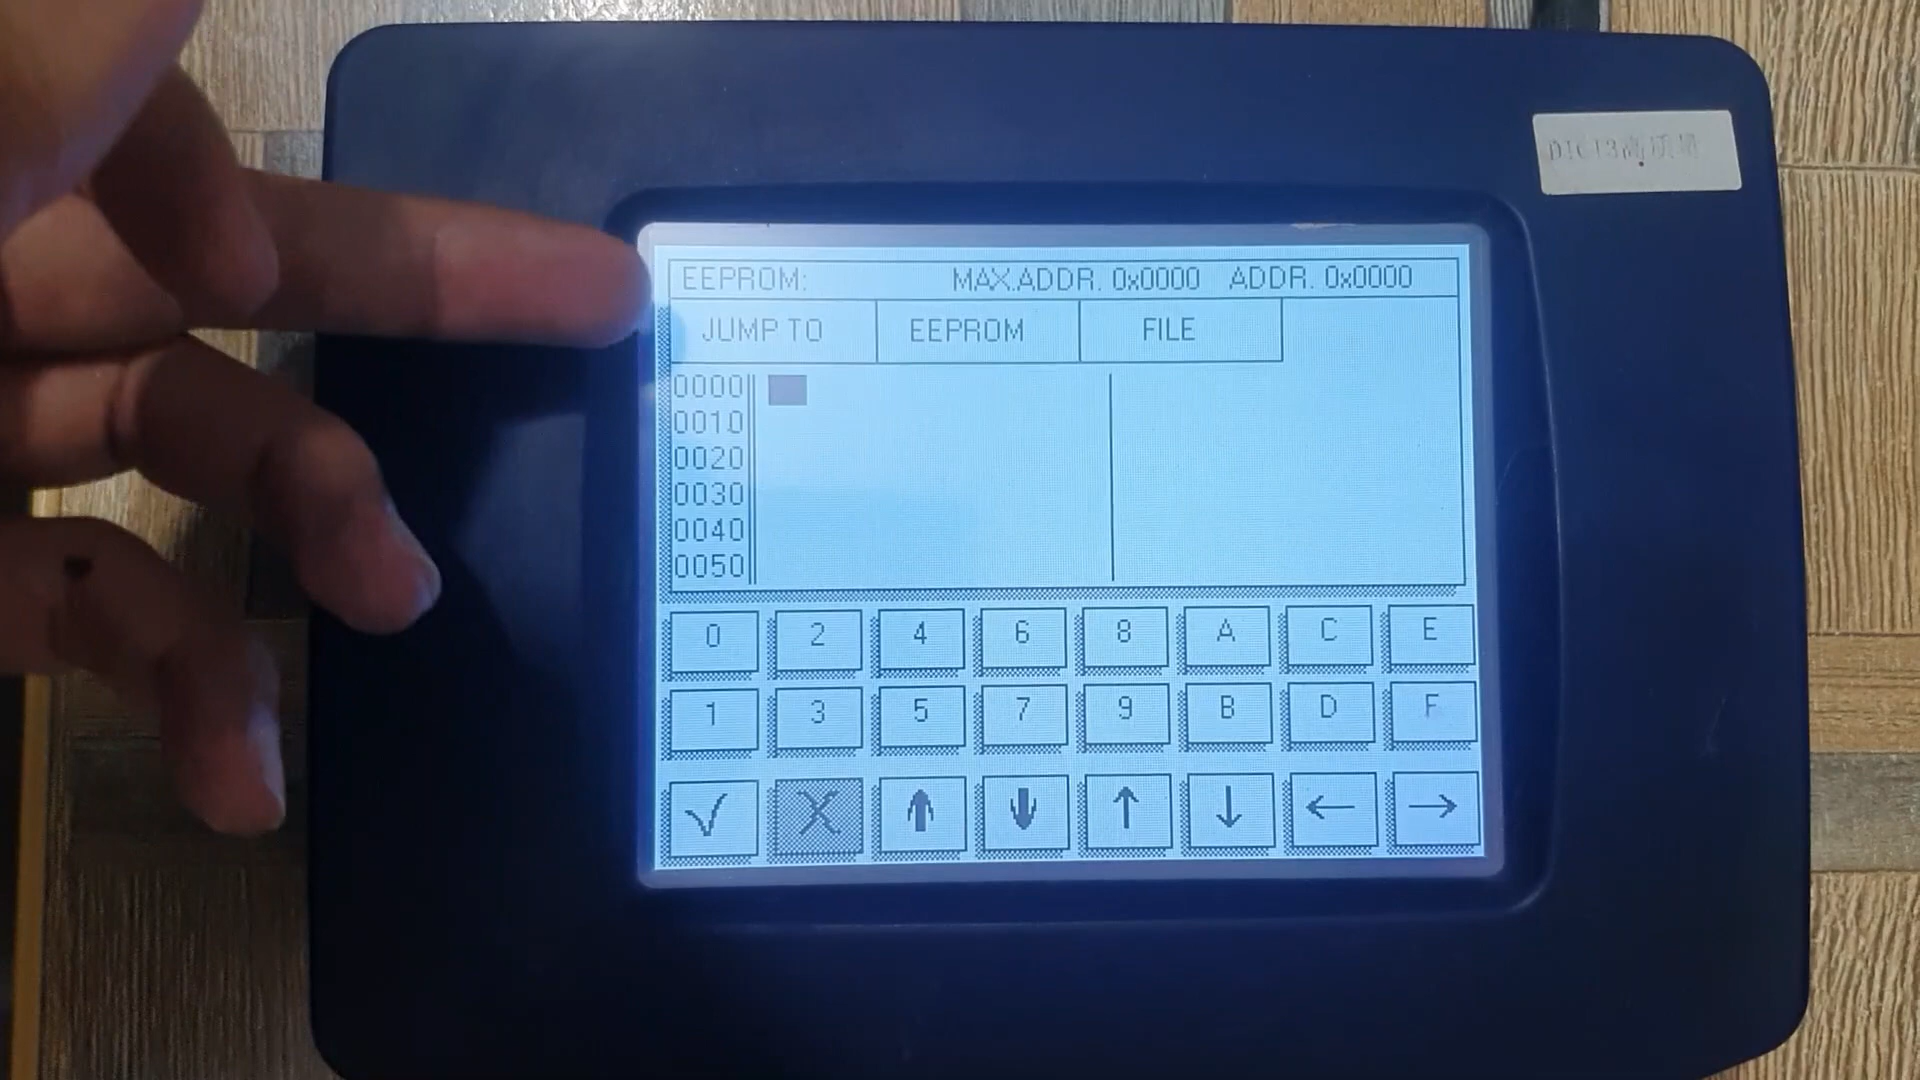 EEPROM: MAX.ADDR. 0x0000 ADDR. 0x0000
JUMP TO EEPROM FILE
0000
0010
0020
0030
0040
0050
0 2 4 6 8 A C E
1 3 5 7 9 B D F